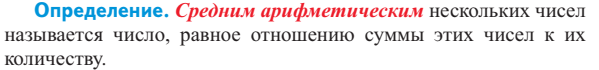 Определение. Средним арифметическим нескольких чисел
называется число, равное отношению суммы этих чисел к их
количеству.